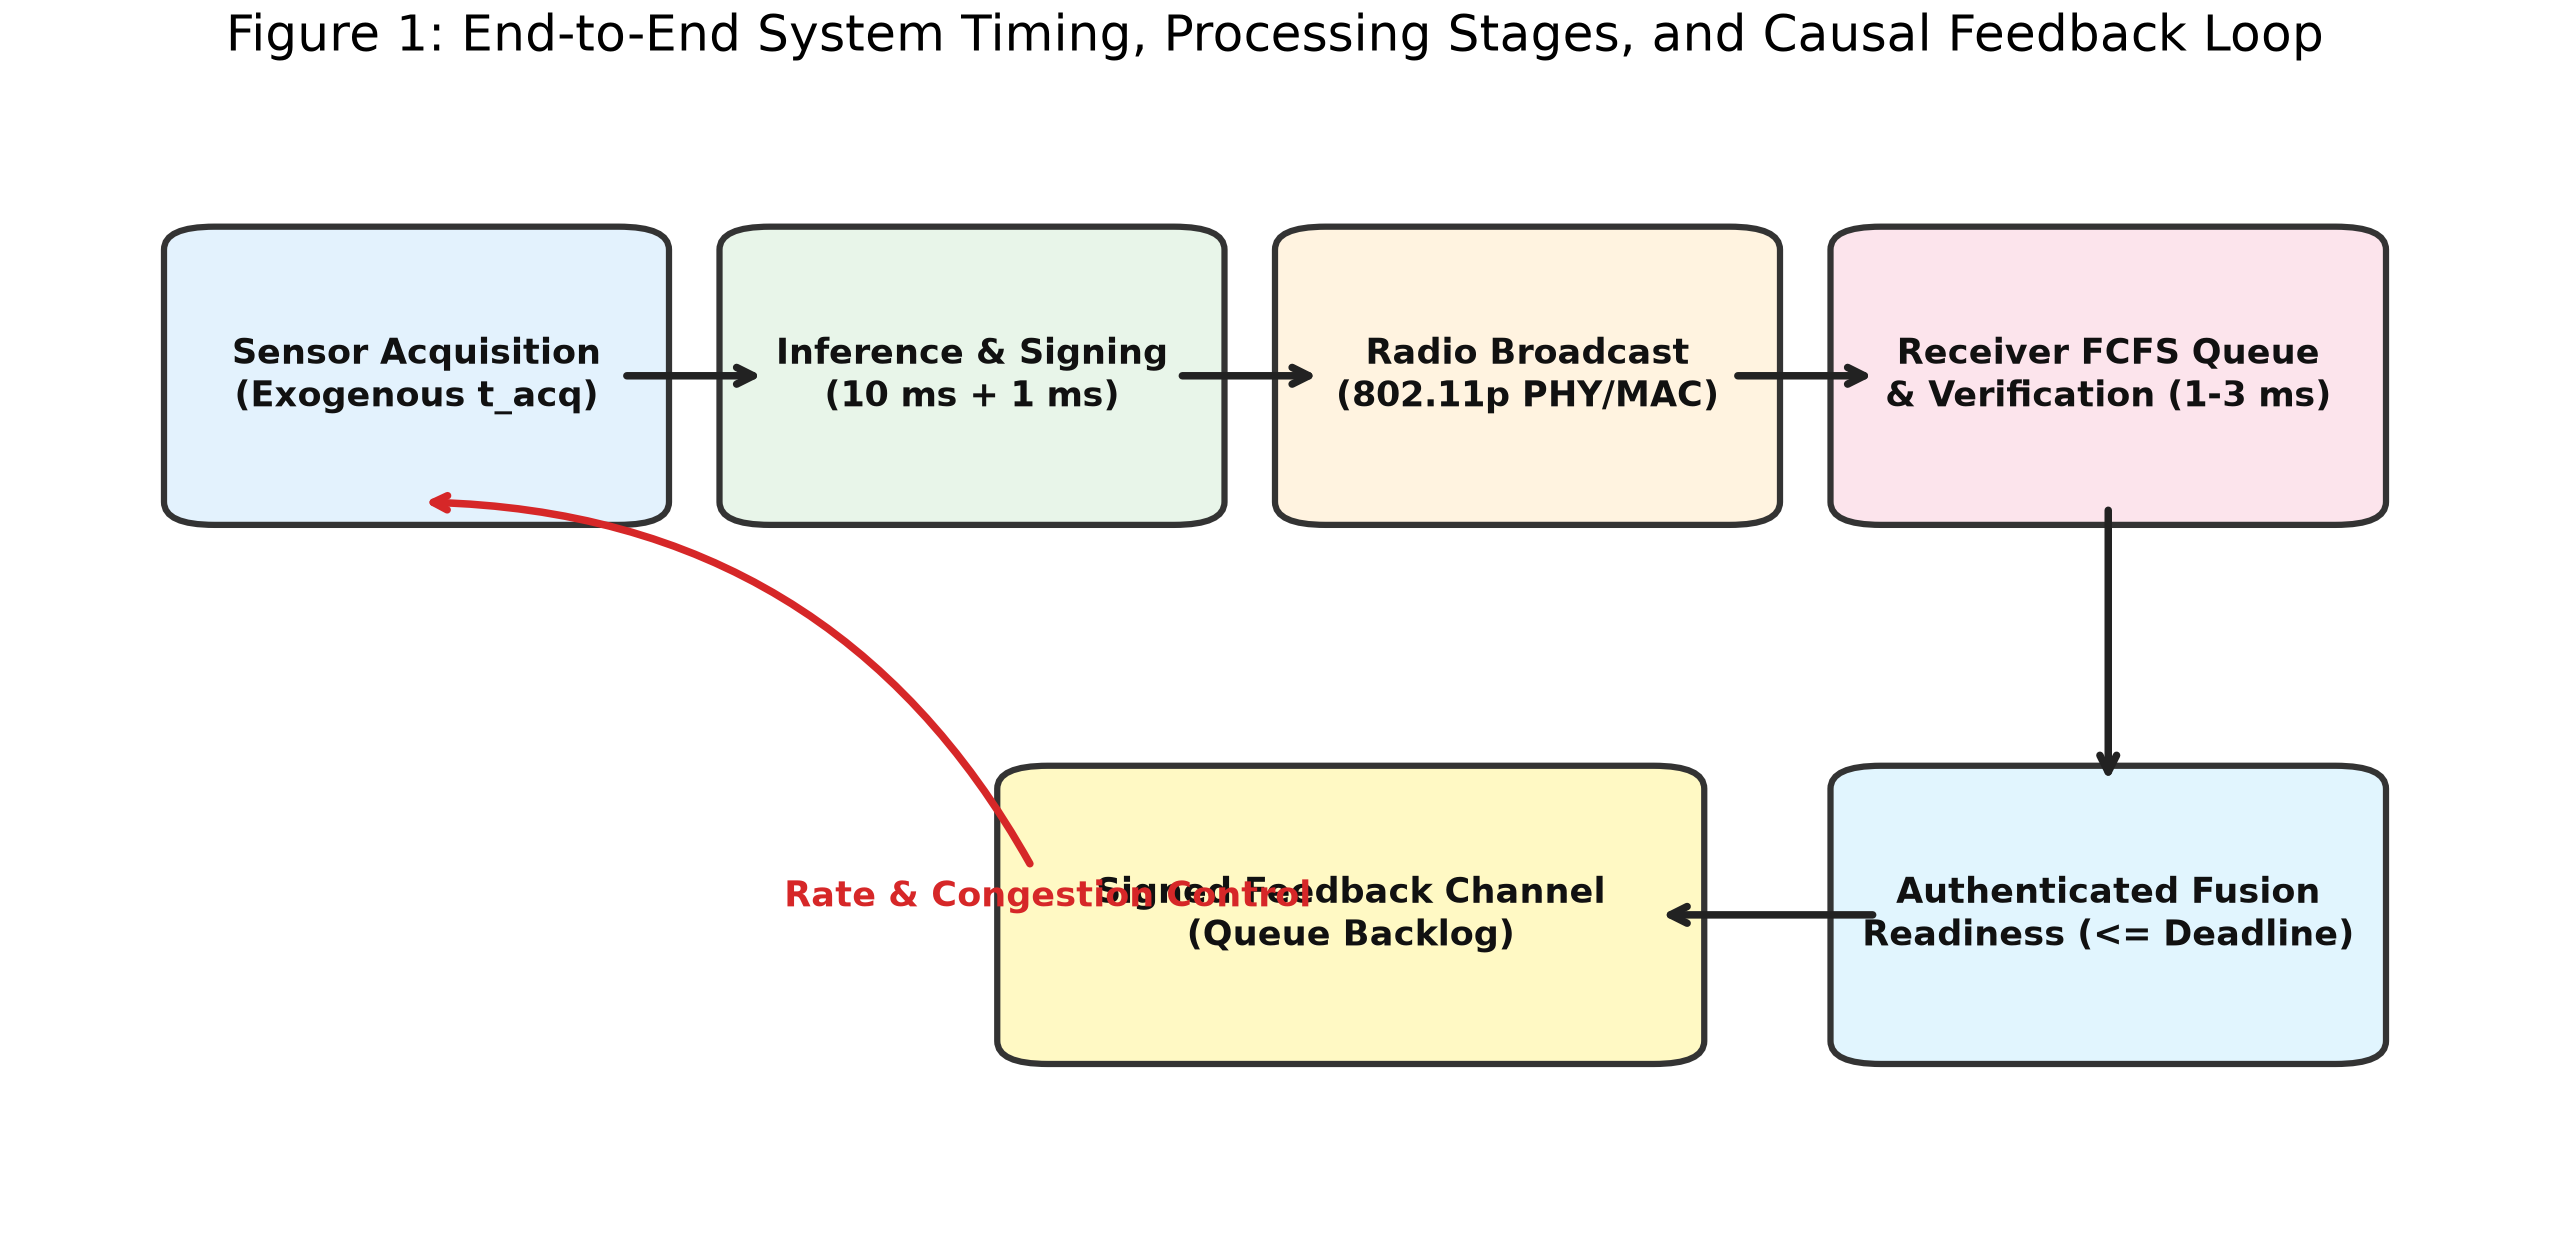 Figure 1: End-to-End System Timing, Processing Stages, and Causal Feedback Loop
Sensor Acquisition
(Exogenous t_acq)
Inference & Signing
(10 ms + 1 ms)
Radio Broadcast
(802.11p PHY/MAC)
Receiver FCFS Queue
& Verification (1-3 ms)
Rate & Congestion Control
Signed Feedback Channel
(Queue Backlog)
Authenticated Fusion
Readiness (<= Deadline)